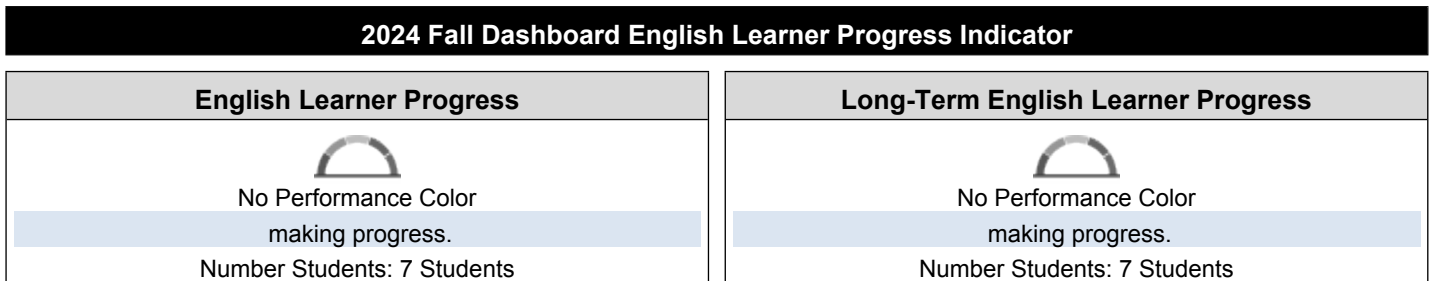 2024 Fall Dashboard English Learner Progress Indicator
English Learner Progress
No Performance Color
making progress.
Number Students: 7 Students
Long-Term English Learner Progress
No Performance Color
making progress.
Number Students: 7 Students